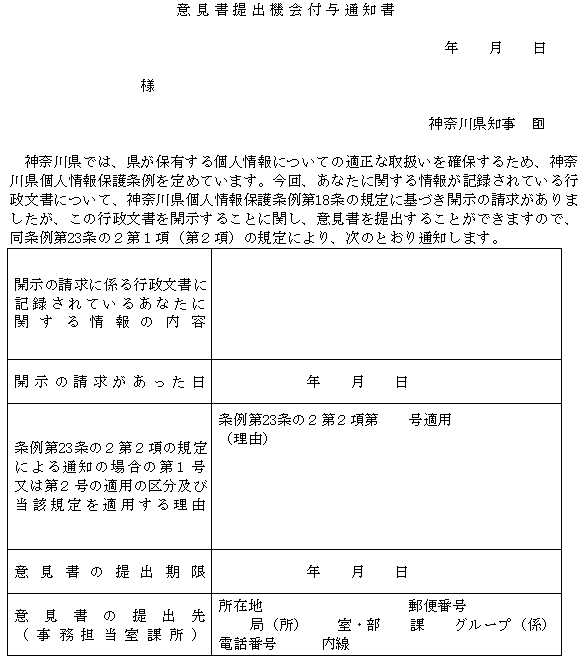 意見書提出機会付与通知書
年　月　日
様
神奈川県知事　印
神奈川県では、県が保有する個人情報についての適正な取扱いを確保するため、神奈
川県個人情報保護条例を定めています。今回、あなたに関する情報が記録されている行
政文書について、神奈川県個人情報保護条例第18条の規定に基づき開示の請求がありま
したが、この行政文書を開示することに関し、意見書を提出することができますので、
同条例第23条の２第１項（第２項）の規定により、次のとおり通知します。
開示の請求に係る行政文書に
記録されているあなたに
関する情報の内容
開示の請求があった日
年　月　日
条例第23条の２第２項の規定
による通知の場合の第１号
又は第２号の適用の区分及び
当該規定を適用する理由
条例第23条の２第２項第　号適用
（理由）
意見書の提出期限
年　月　日
意見書の提出先
（事務担当室課所）
所在地　郵便番号
局（所）　室・部　課　グループ（係）
電話番号　内線